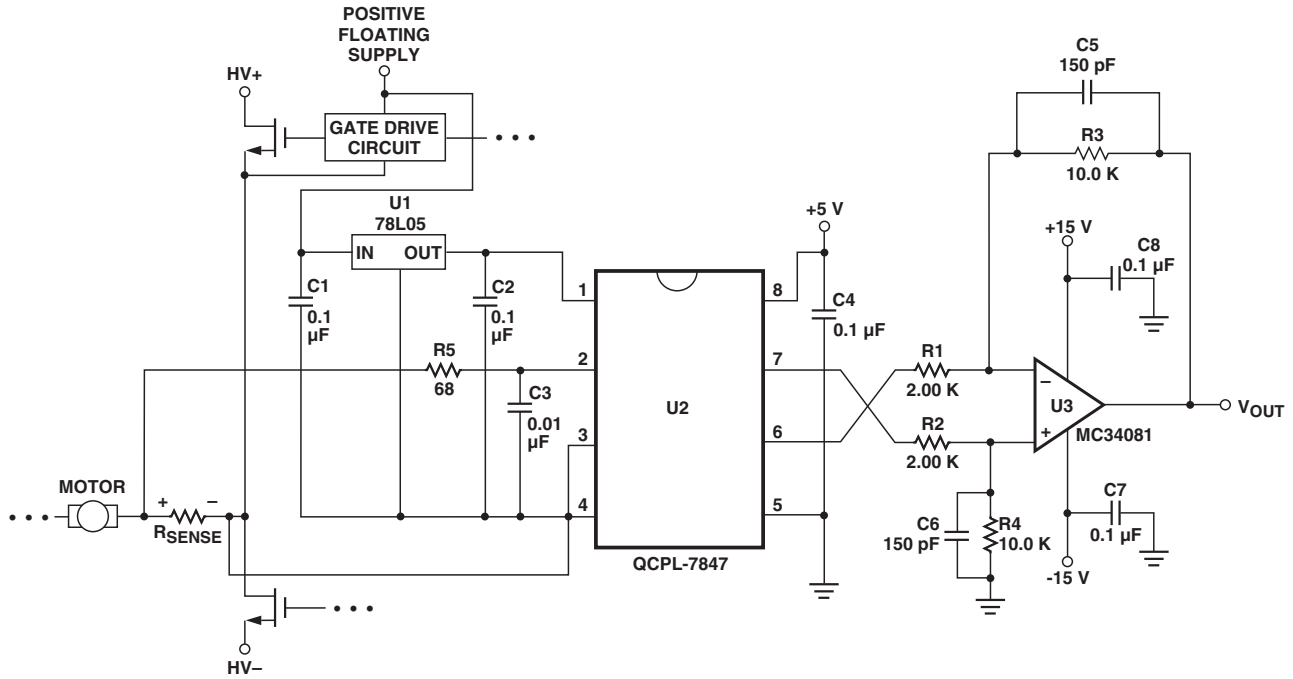 POSITIVE
FLOATING
SUPPLY
HV+
GATE DRIVE
CIRCUIT
• • •
U1
78L05
IN OUT
C1
0.1
µF
C2
0.1
µF
R5
68
C3
0.01
µF
MOTOR
• • •
+ –
RSENSE
• • •
HV–
1
2
3
4
U2
8
7
6
5
QCPL-7847
+5 V
C4
0.1 µF
R1
2.00 K
R2
2.00 K
C5
150 pF
R3
10.0 K
+15 V
C8
0.1 µF
–
U3
+
MC34081
VOUT
C6
150 pF
R4
10.0 K
C7
0.1 µF
-15 V